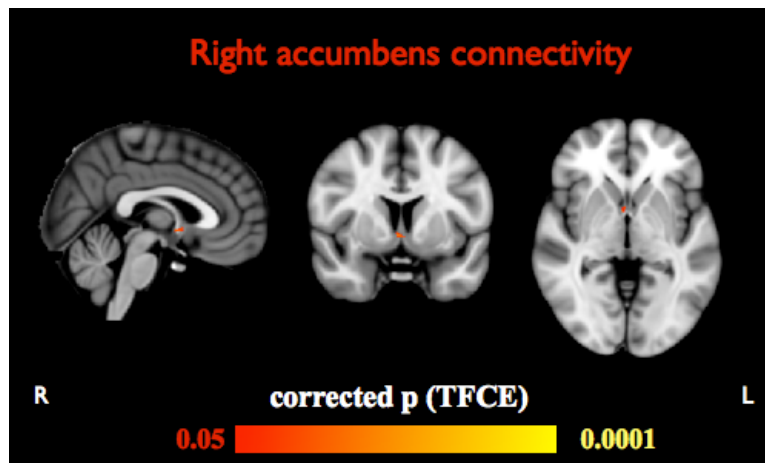 Right accumbens connectivity
R
corrected p (TFCE)
L
0.05
0.0001